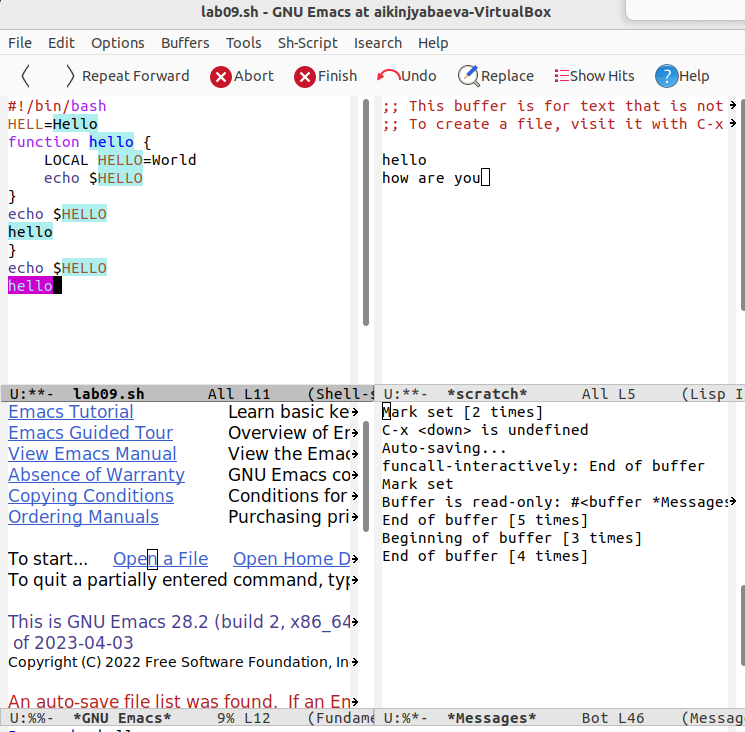 lab09.sh - GNU Emacs at aikinjyabaeva-VirtualBox
File Edit Options Buffers Tools Sh-Script Isearch Help
Repeat Forward Abort Finish Undo Replace Show Hits Help
#!/bin/bash
HELL=Hello
function hello {
    LOCAL HELLO=World
    echo $HELLO
}
echo $HELLO
hello
}
echo $HELLO
hello
U:**- lab09.sh All L11 (Shell-s
;; This buffer is for text that is not
;; To create a file, visit it with C-x
hello
how are you
U:**- *scratch* All L5 (Lisp I
Emacs Tutorial Learn basic ke
Emacs Guided Tour Overview of Em
View Emacs Manual View the Emac
Absence of Warranty GNU Emacs co
Copying Conditions Conditions for
Ordering Manuals Purchasing pri
To start... Open a File Open Home D
To quit a partially entered command, typ
This is GNU Emacs 28.2 (build 2, x86_64
of 2023-04-03
Copyright (C) 2022 Free Software Foundation, In
An auto-save file list was found. If an En
U:%%- *GNU Emacs* 9% L12 (Fundame
Mark set [2 times]
C-x <down> is undefined
Auto-saving...
funcall-interactively: End of buffer
Mark set
Buffer is read-only: #<buffer *Messages
End of buffer [5 times]
Beginning of buffer [3 times]
End of buffer [4 times]
U:%*- *Messages* Bot L46 (Messag